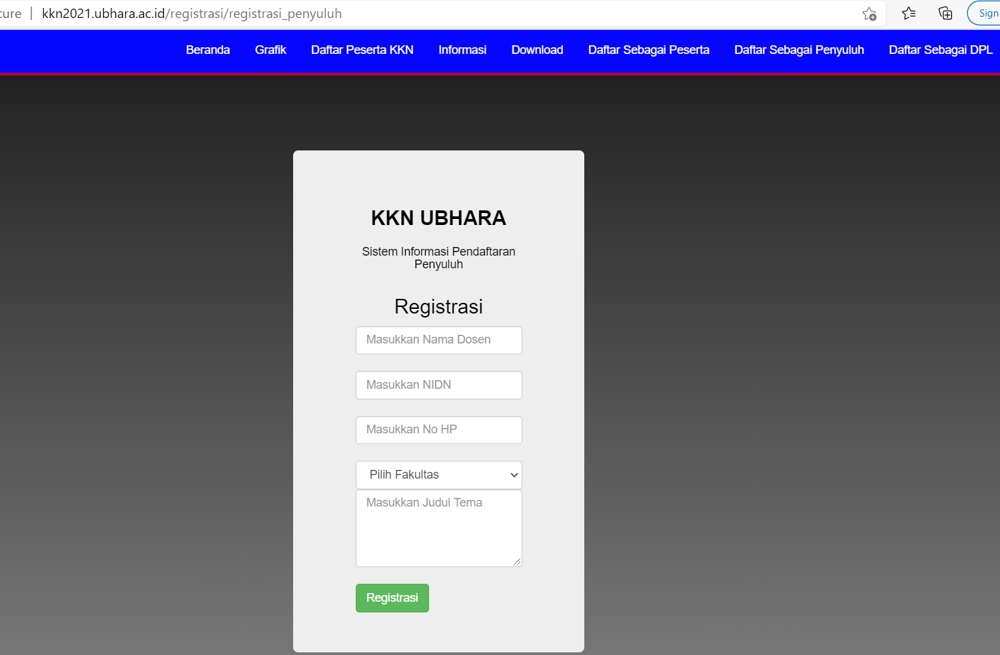 cure | kkn2021.ubhara.ac.id/registrasi/registrasi_penyuluh
Sign
Beranda Grafik Daftar Peserta KKN Informasi Download Daftar Sebagai Peserta Daftar Sebagai Penyuluh Daftar Sebagai DPL
KKN UBHARA
Sistem Informasi Pendaftaran
Penyuluh
Registrasi
Masukkan Nama Dosen
Masukkan NIDN
Masukkan No HP
Pilih Fakultas
Masukkan Judul Tema
Registrasi